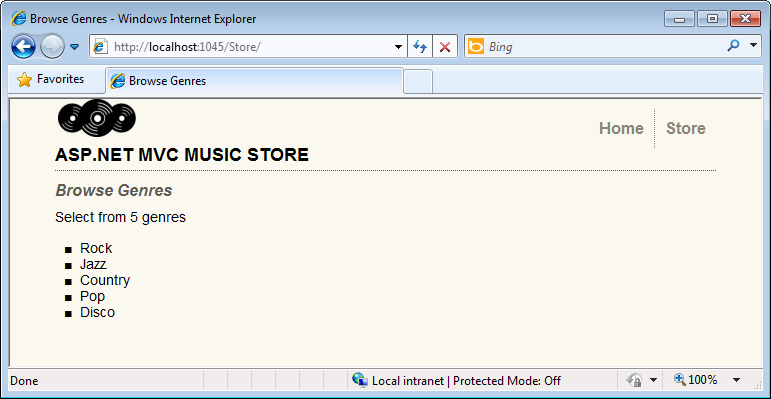 Browse Genres - Windows Internet Explorer
http://localhost:1045/Store/
Bing
Favorites
Browse Genres
Home
Store
ASP.NET MVC MUSIC STORE
Browse Genres
Select from 5 genres
Rock
Jazz
Country
Pop
Disco
Done
Local intranet | Protected Mode: Off
100%